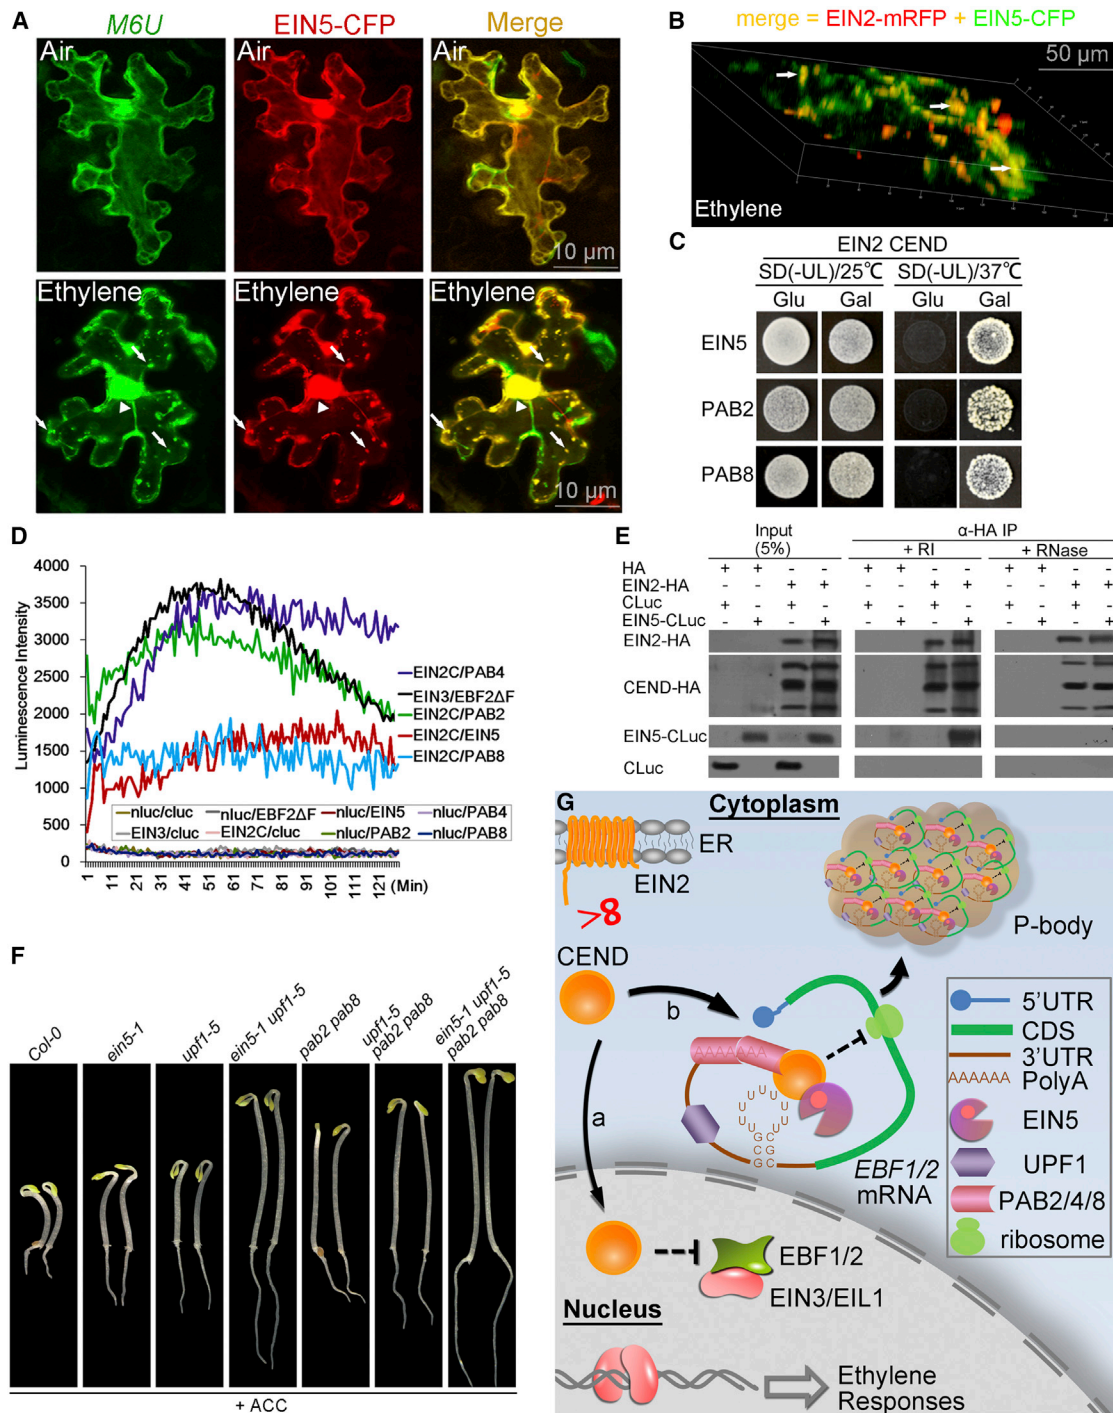 A
M6U
EIN5-CFP
Merge
Air
Air
10 µm
Ethylene
Ethylene
10 µm
B
merge = EIN2-mRFP + EIN5-CFP
50 µm
Ethylene
C
EIN2 CEND
SD(-UL)/25℃ SD(-UL)/37℃
Glu Gal Glu Gal
EIN5
PAB2
PAB8
D
Luminescence Intensity
4000
3500
3000
2500
2000
1500
1000
500
0
EIN2C/PAB4
EIN3/EBF2ΔF
EIN2C/PAB2
EIN2C/EIN5
EIN2C/PAB8
nluc/cluc nluc/EBF2ΔF nluc/EIN5 nluc/PAB4
EIN3/cluc EIN2C/cluc nluc/PAB2 nluc/PAB8
1 11 21 31 41 51 61 71 81 91 101 111 121 (Min)
E
Input (5%)
α-HA IP
+ RI + RNase
HA + + - - + + - - + + - -
EIN2-HA - - + + - - + + - - + +
CLuc + - + - + - + - + - + -
EIN5-CLuc - + - + - + - + - + - +
EIN2-HA
CEND-HA
EIN5-CLuc
CLuc
F
Col-0
ein5-1
upf1-5
ein5-1 upf1-5
pab2 pab8
upf1-5 pab2 pab8
ein5-1 upf1-5 pab2 pab8
+ ACC
G
Cytoplasm
ER
EIN2
CEND
P-body
b
a
AAAAAAA
U U U U U U U
G C G C
C G C G
EBF1/2 mRNA
5'UTR
CDS
3'UTR
AAAAAA PolyA
EIN5
UPF1
PAB2/4/8
ribosome
EBF1/2
EIN3/EIL1
Nucleus
Ethylene Responses